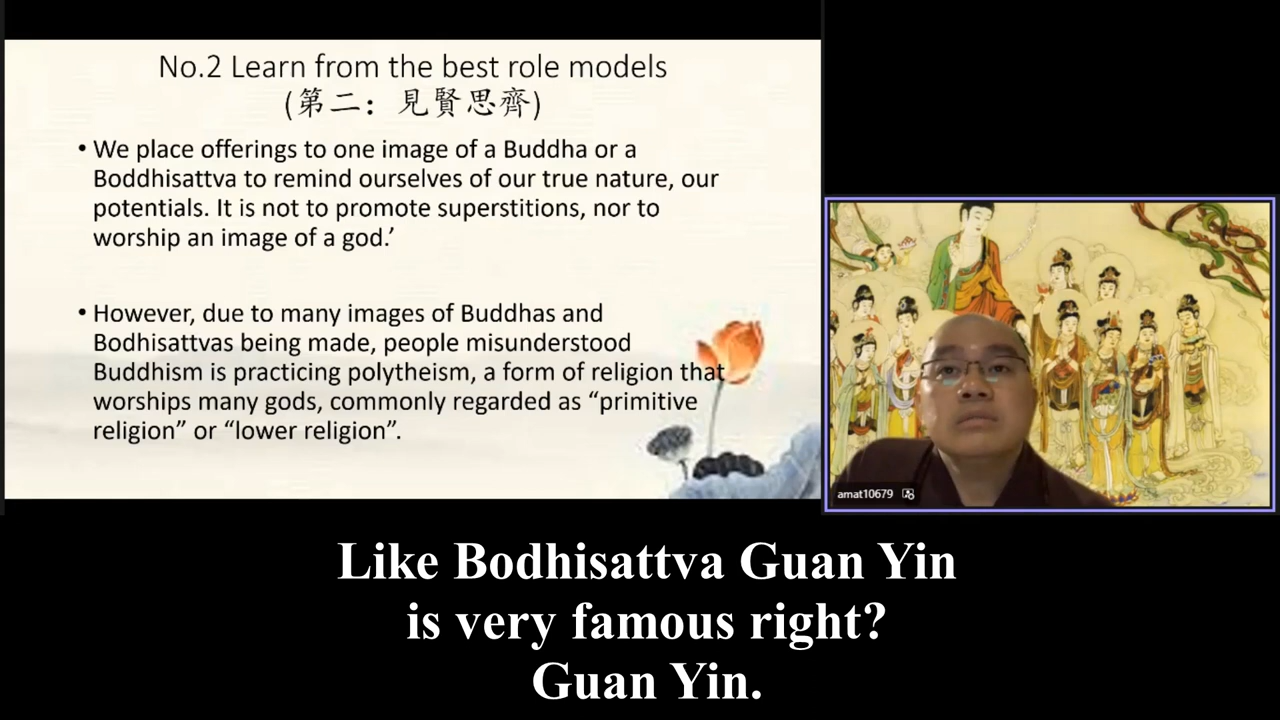 No.2 Learn from the best role models
(第二：見賢思齊)
• We place offerings to one image of a Buddha or a
Boddhisattva to remind ourselves of our true nature, our
potentials. It is not to promote superstitions, nor to
worship an image of a god.’
• However, due to many images of Buddhas and
Bodhisattvas being made, people misunderstood
Buddhism is practicing polytheism, a form of religion that
worships many gods, commonly regarded as “primitive
religion” or “lower religion”.
amat10679
Like Bodhisattva Guan Yin
is very famous right?
Guan Yin.